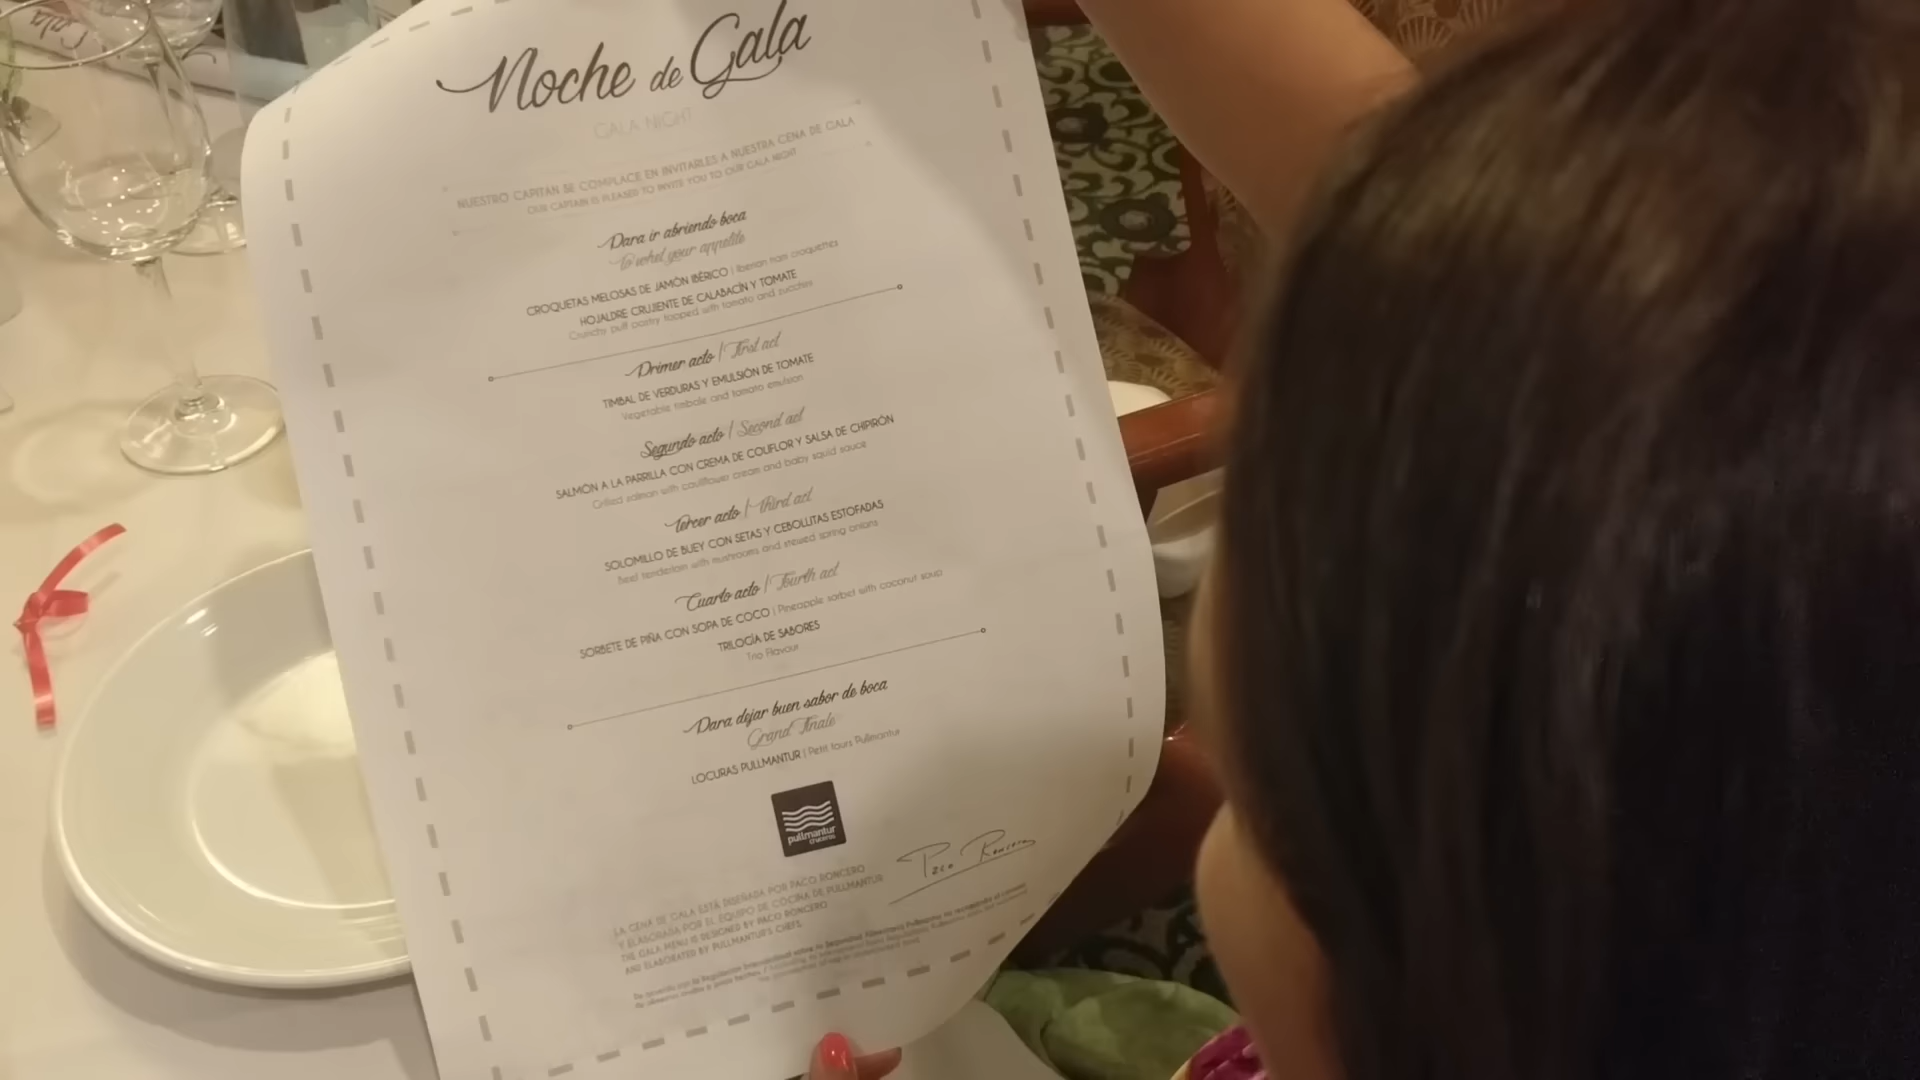 Noche de Gala
GALA NIGHT
NUESTRO CAPITÁN SE COMPLACE EN INVITARLES A NUESTRA CENA DE GALA
OUR CAPTAIN IS PLEASED TO INVITE YOU TO OUR GALA NIGHT
Para ir abriendo boca
To whet your appetite
CROQUETAS MELOSAS DE JAMÓN IBÉRICO | Iberian ham croquettes
HOJALDRE CRUJIENTE DE CALABACÍN Y TOMATE
Crunchy puff pastry topped with tomato and zucchini
Primer acto | First act
TIMBAL DE VERDURAS Y EMULSIÓN DE TOMATE
Vegetable timbale and tomato emulsion
Segundo acto | Second act
SALMÓN A LA PARRILLA CON CREMA DE COLIFLOR Y SALSA DE CHIPIRÓN
Grilled salmon with cauliflower cream and baby squid sauce
Tercer acto | Third act
SOLOMILLO DE BUEY CON SETAS Y CEBOLLITAS ESTOFADAS
Beef tenderloin with mushrooms and stewed spring onions
Cuarto acto | Fourth act
SORBETE DE PIÑA CON SOPA DE COCO | Pineapple sorbet with coconut soup
TRILOGÍA DE SABORES
Trio Flavour
Para dejar buen sabor de boca
Grand Finale
LOCURAS PULLMANTUR | Petit fours Pullmantur
pullmantur
cruceros
Paco Roncero
LA CENA DE GALA ESTÁ DISEÑADA POR PACO RONCERO
Y ELABORADA POR EL EQUIPO DE COCINA DE PULLMANTUR
THE GALA MENU IS DESIGNED BY PACO RONCERO
AND ELABORATED BY PULLMANTUR'S CHEFS